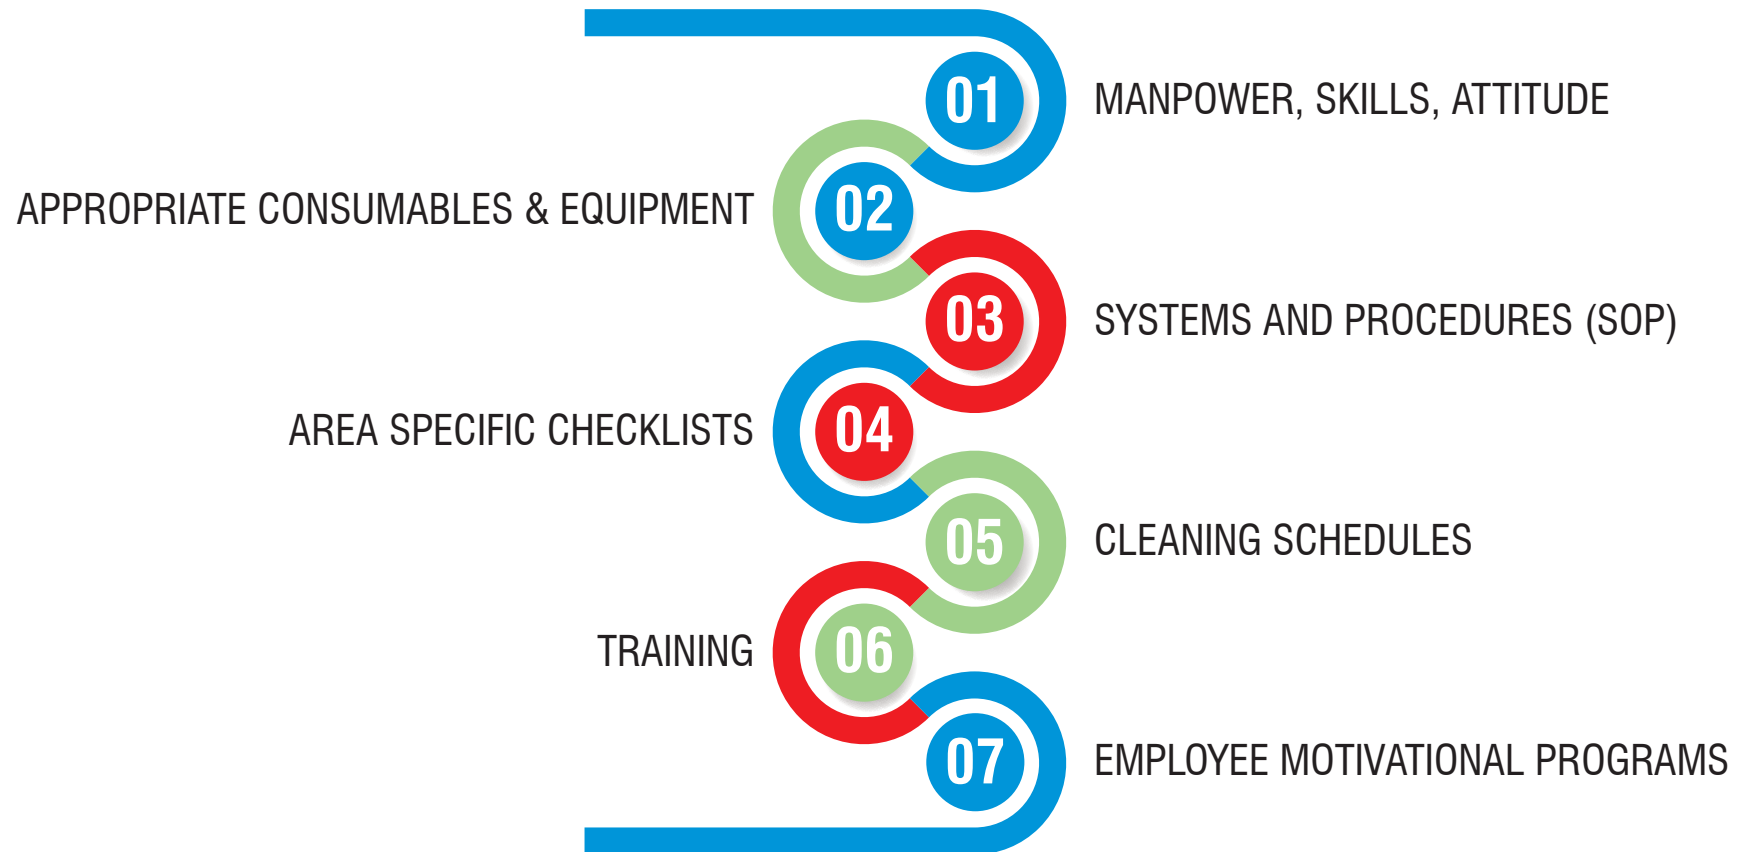 01
MANPOWER, SKILLS, ATTITUDE
APPROPRIATE CONSUMABLES & EQUIPMENT
02
03
SYSTEMS AND PROCEDURES (SOP)
AREA SPECIFIC CHECKLISTS
04
05
CLEANING SCHEDULES
TRAINING
06
07
EMPLOYEE MOTIVATIONAL PROGRAMS